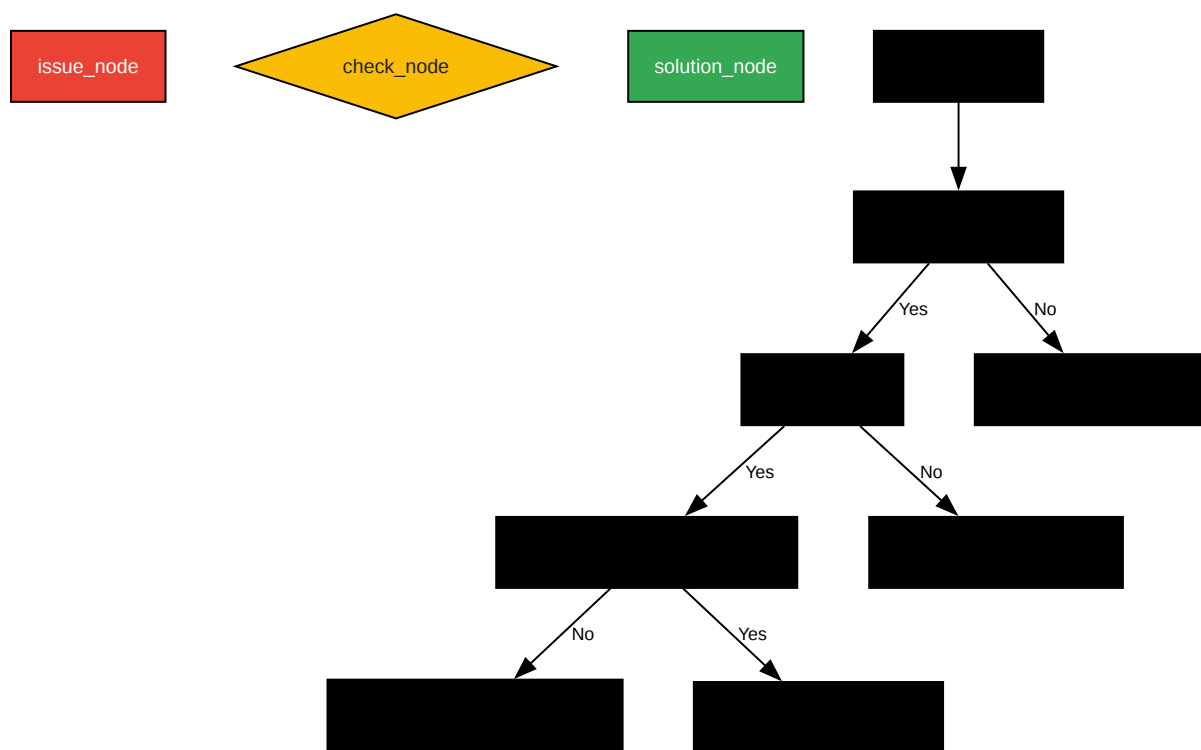 issue_node
check_node
solution_node
Yes
No
Yes
No
No
Yes